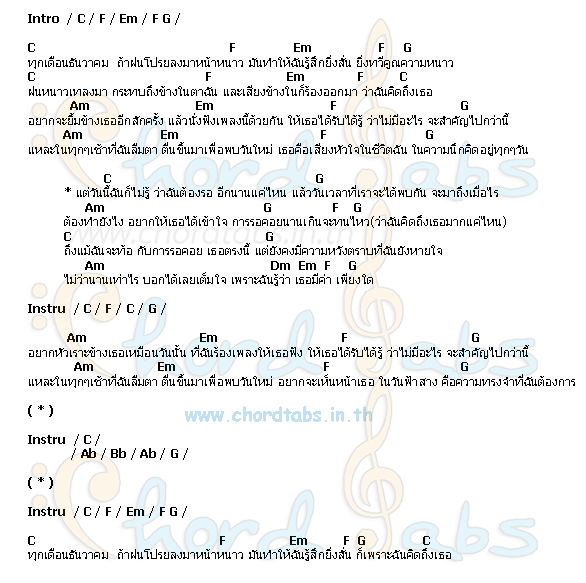 Intro / C / F / Em / F G /
C F Em F G
ทุกเดือนธันวาคม ถ้าฝนโปรยลงมาหน้าหนาว มันทำให้ฉันรู้สึกยิ่งสั่น ยิ่งทวีคูณความหนาว
C F Em F C
ฝนหนาวเทลงมา กระทบถึงข้างในตาฉัน และเสียงข้างในก็ร้องออกมา ว่าฉันคิดถึงเธอ
Am Em F G
อยากจะยิ้มข้างเธออีกสักครั้ง แล้วนั่งฟังเพลงนี้ด้วยกัน ให้เธอได้รับได้รู้ ว่าไม่มีอะไร จะสำคัญไปกว่านี้
Am Em F G
และในทุกๆเช้าที่ฉันลืมตา ตื่นขึ้นมาเพื่อพบวันใหม่ เธอคือเสียงหัวใจในชีวิตฉัน ในความนึกคิดอยู่ทุกๆวัน
C G
* แต่วันนี้ฉันก็ไม่รู้ ว่าฉันต้องรอ อีกนานแค่ไหน แล้ววันเวลาที่เราจะได้พบกัน จะมาถึงเมื่อไร
Am G F G
ต้องทำยังไง อยากให้เธอได้เข้าใจ การรอคอยนานเกินจะทนไหว(ว่าฉันคิดถึงเธอมากแค่ไหน)
C G
ถึงแม้ฉันจะท้อ กับการรอคอย เธอตรงนี้ แต่ยังคงมีความหวังตราบที่ฉันยังหายใจ
Am Dm Em F G
ไม่ว่านานเท่าไร บอกได้เลยเต็มใจ เพราะฉันรู้ว่า เธอมีค่า เพียงใด
Instru / C / F / C / G /
Am Em F G
อยากหัวเราะข้างเธอเหมือนวันนั้น ที่ฉันร้องเพลงให้เธอฟัง ให้เธอได้รับได้รู้ ว่าไม่มีอะไร จะสำคัญไปกว่านี้
Am Em F G
และในทุกๆเช้าที่ฉันลืมตา ตื่นขึ้นมาเพื่อพบวันใหม่ อยากจะเห็นหน้าเธอ ในวันฟ้าสาง คือความทรงจำที่ฉันต้องการ
( * )
www.chordtabs.in.th
Instru / C /
/ Ab / Bb / Ab / G /
( * )
Instru / C / F / Em / F G /
C F Em F G C
ทุกเดือนธันวาคม ถ้าฝนโปรยลงมาหน้าหนาว มันทำให้ฉันรู้สึกยิ่งสั่น ก็เพราะฉันคิดถึงเธอ